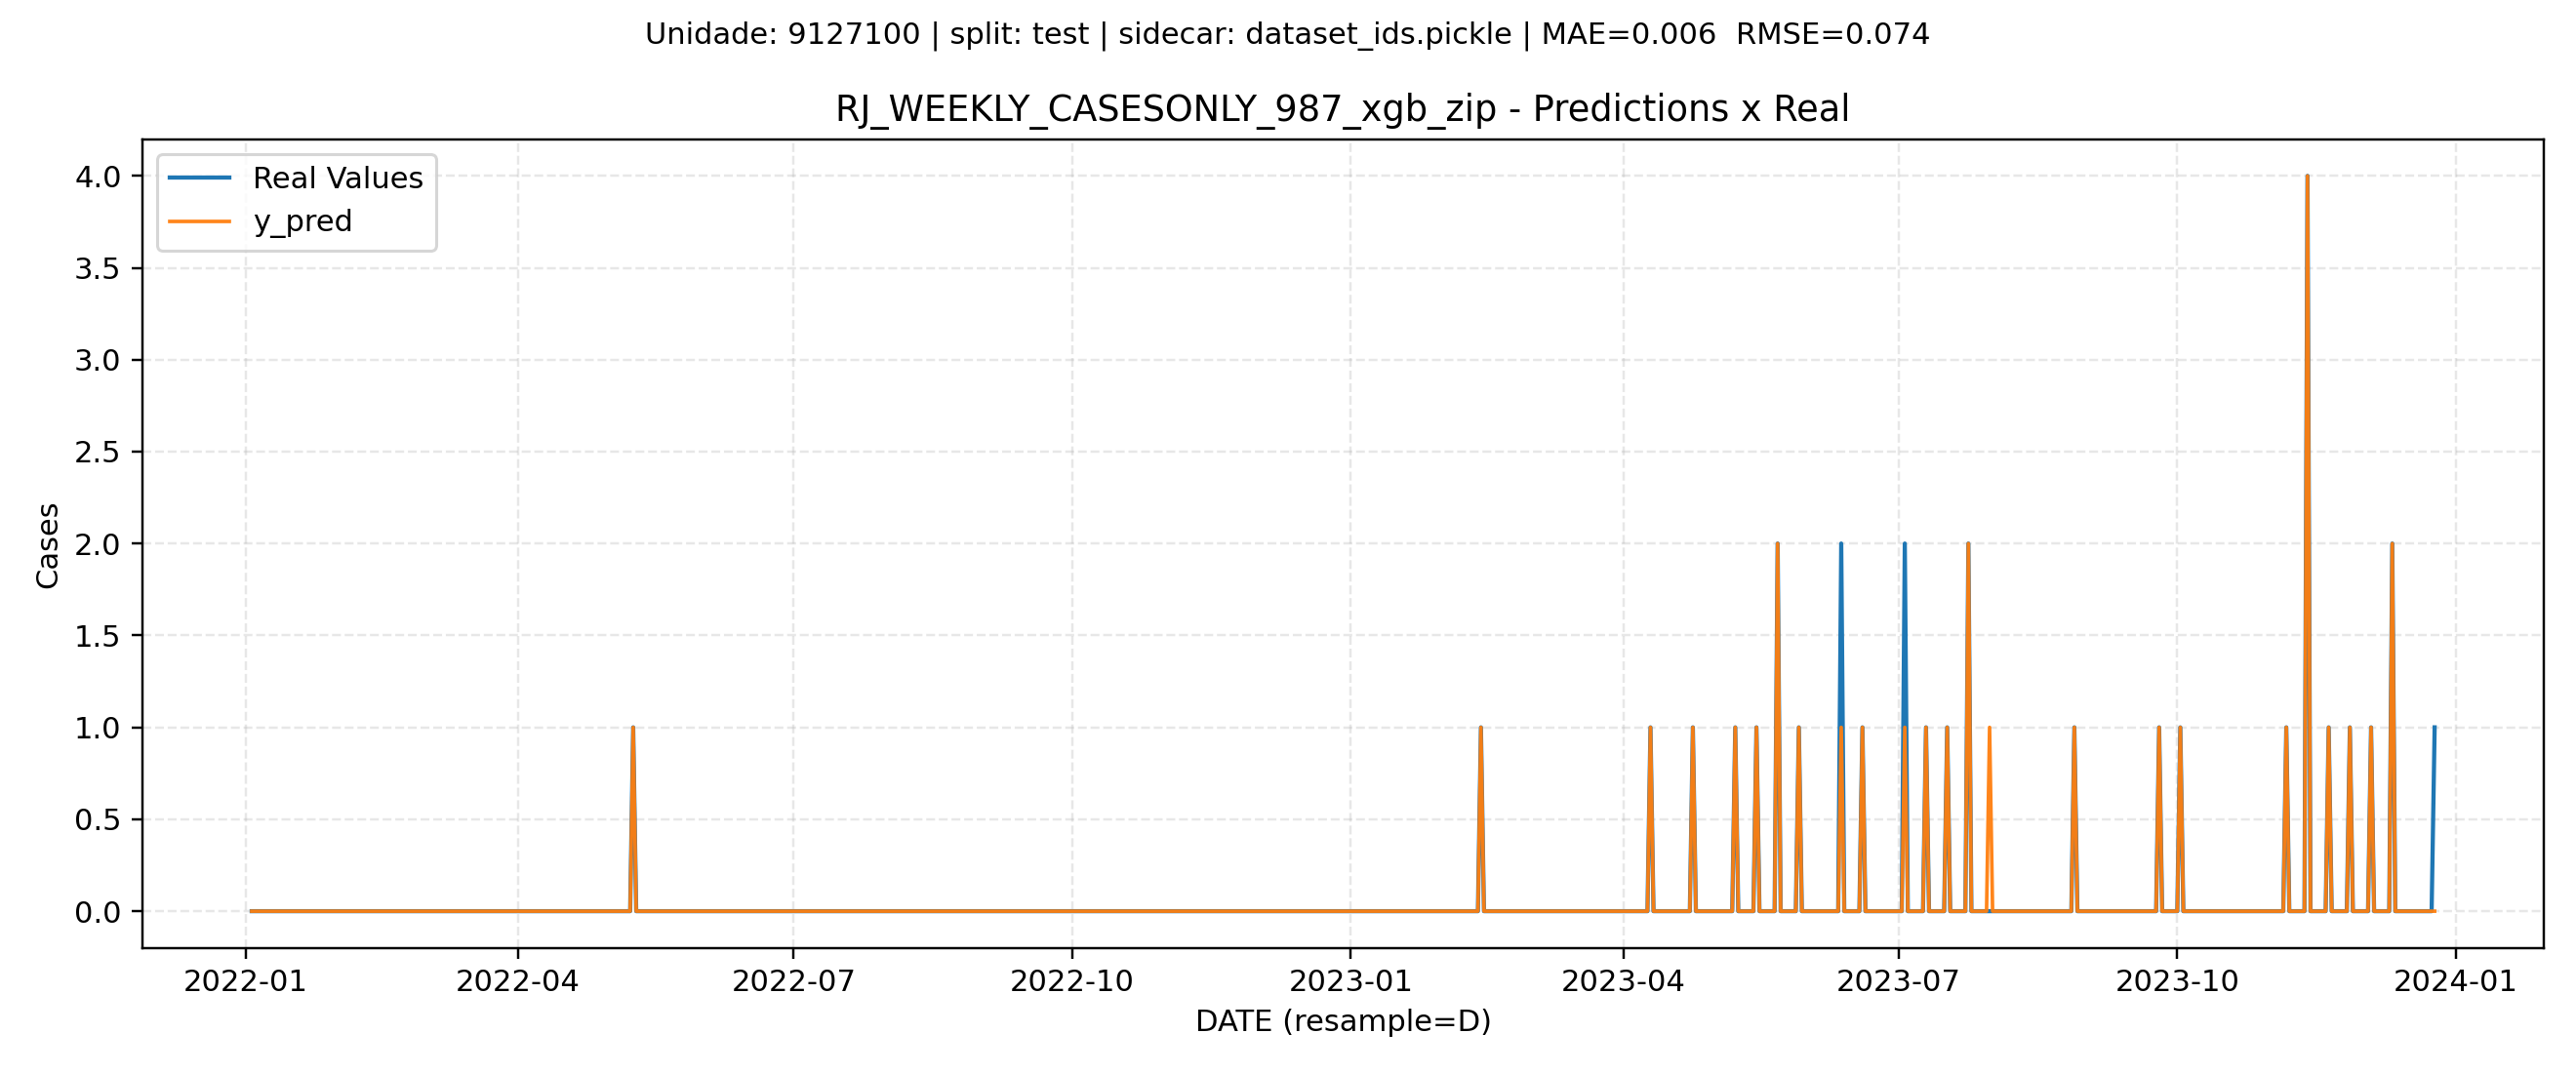 Unidade: 9127100 | split: test | sidecar: dataset_ids.pickle | MAE=0.006  RMSE=0.074
RJ_WEEKLY_CASESONLY_987_xgb_zip - Predictions x Real
Real Values
y_pred
4.0
3.5
3.0
2.5
2.0
1.5
1.0
0.5
0.0
Cases
2022-01 2022-04 2022-07 2022-10 2023-01 2023-04 2023-07 2023-10 2024-01
DATE (resample=D)